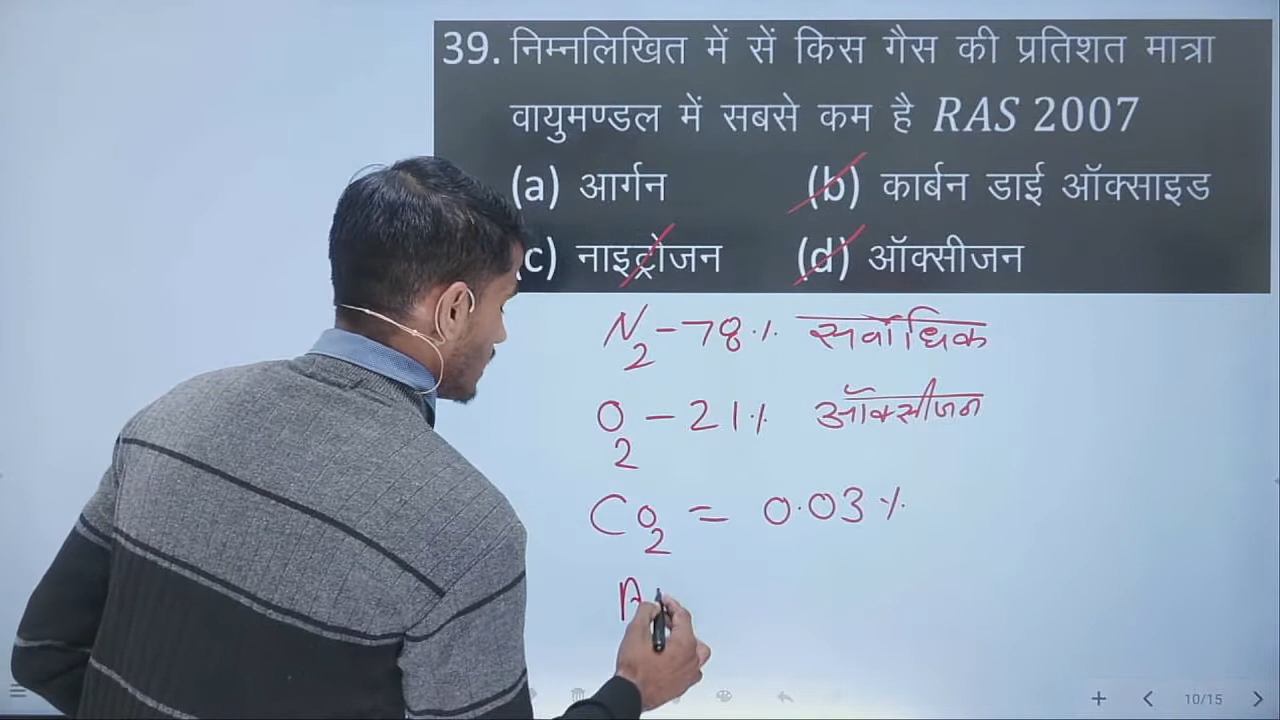 39. निम्नलिखित में सें किस गैस की प्रतिशत मात्रा
वायुमण्डल में सबसे कम है RAS 2007
(a) आर्गन (b) कार्बन डाई ऑक्साइड
c) नाइट्रोजन (d) ऑक्सीजन
N2 - 78% सर्वाधिक
O2 - 21% ऑक्सीजन
CO2 = 0.03%
A
10/15